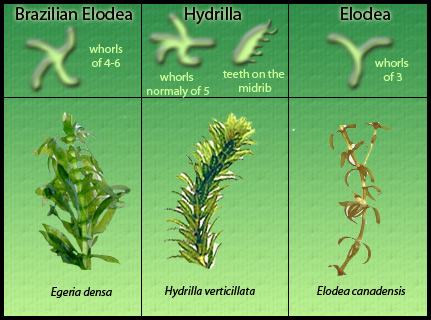 Brazilian Elodea
whorls
of 4-6
Hydrilla
whorls
normaly of 5
teeth on the
midrib
Elodea
whorls
of 3
Egeria densa
Hydrilla verticillata
Elodea canadensis